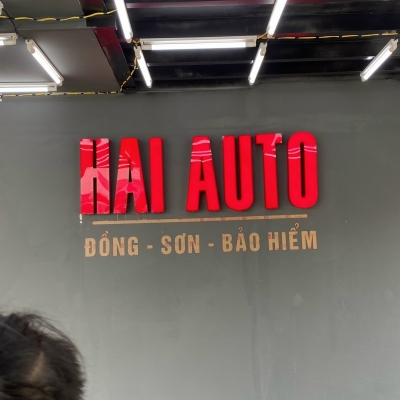 HAI AUTO
ĐỒNG - SƠN - BẢO HIỂM